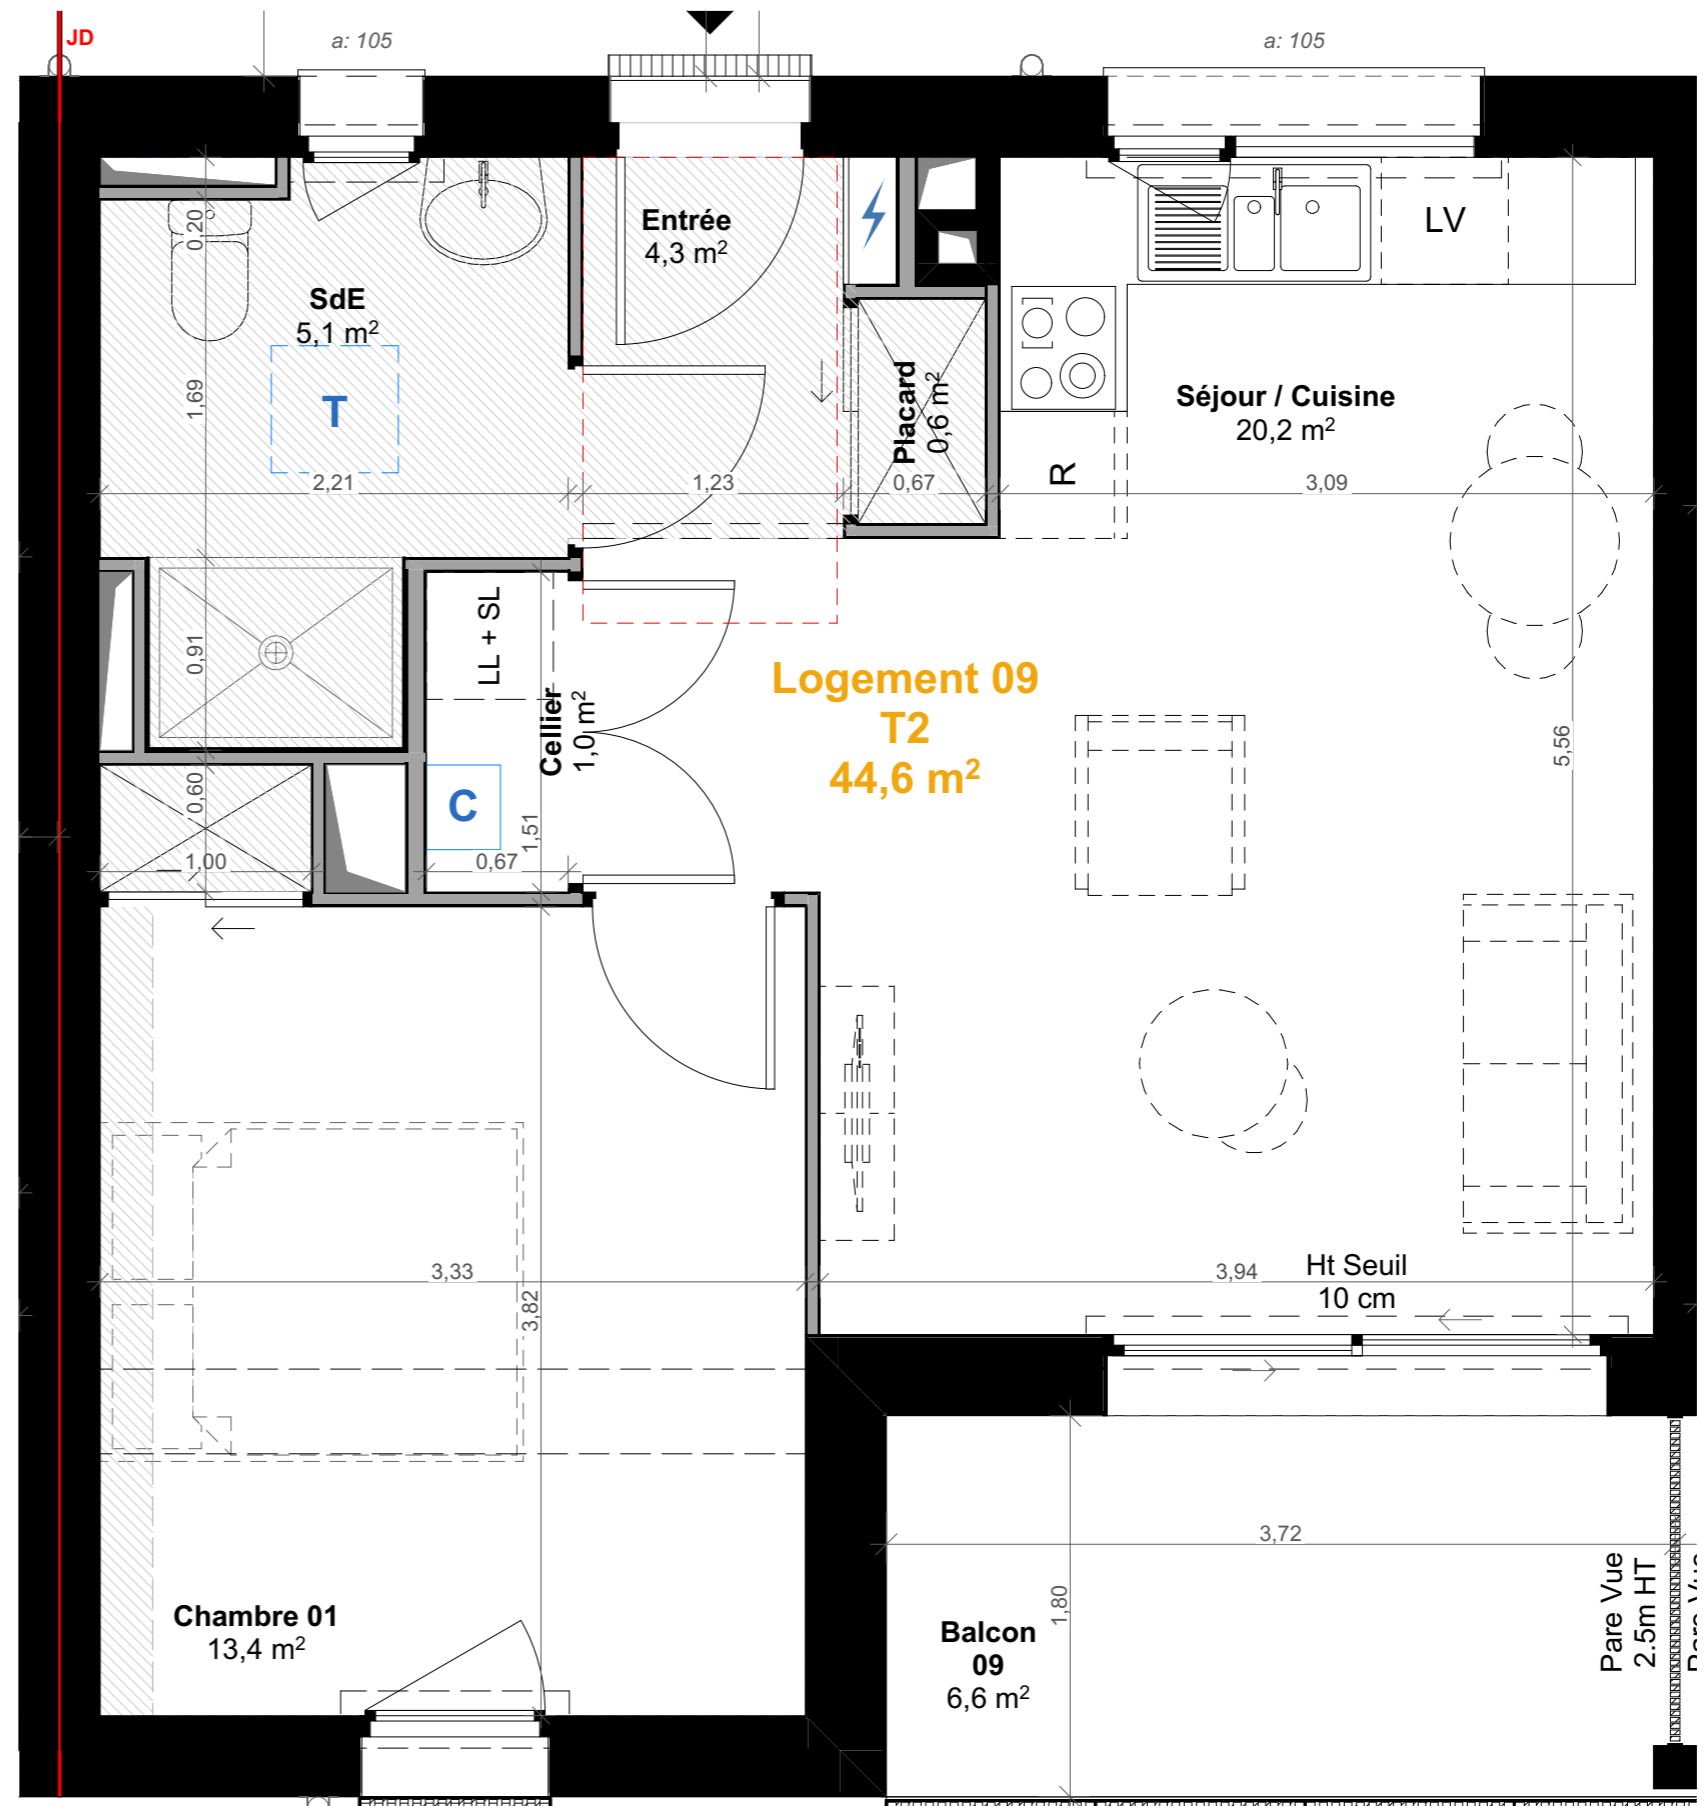 JD
a: 105
a: 105
Entrée
4,3 m²
LV
SdE
5,1 m²
0,20
1,69
T
Placard
0,6 m²
Séjour / Cuisine
20,2 m²
R
2,21
1,23
0,67
3,09
LL + SL
0,91
Cellier
1,0 m²
Logement 09
T2
44,6 m²
5,56
0,60
C
1,51
1,00
0,67
3,33
3,82
3,94
Ht Seuil
10 cm
3,72
1,80
Pare Vue
2.5m HT
Pare Vue
Chambre 01
13,4 m²
Balcon
09
6,6 m²